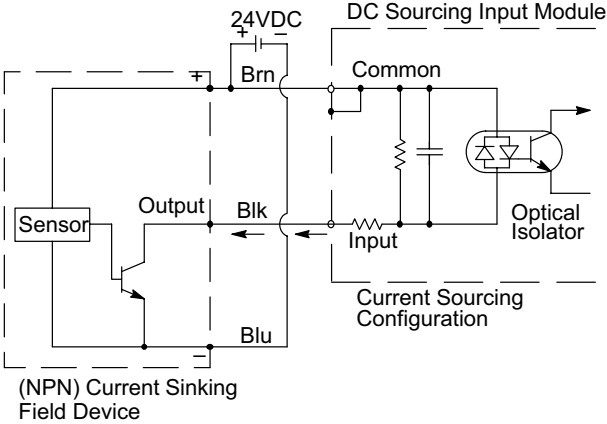 DC Sourcing Input Module
24VDC
+ −
+
Brn
Common
Output
Blk
Sensor
Input
Optical
Isolator
Current Sourcing
Configuration
Blu
−
(NPN) Current Sinking
Field Device